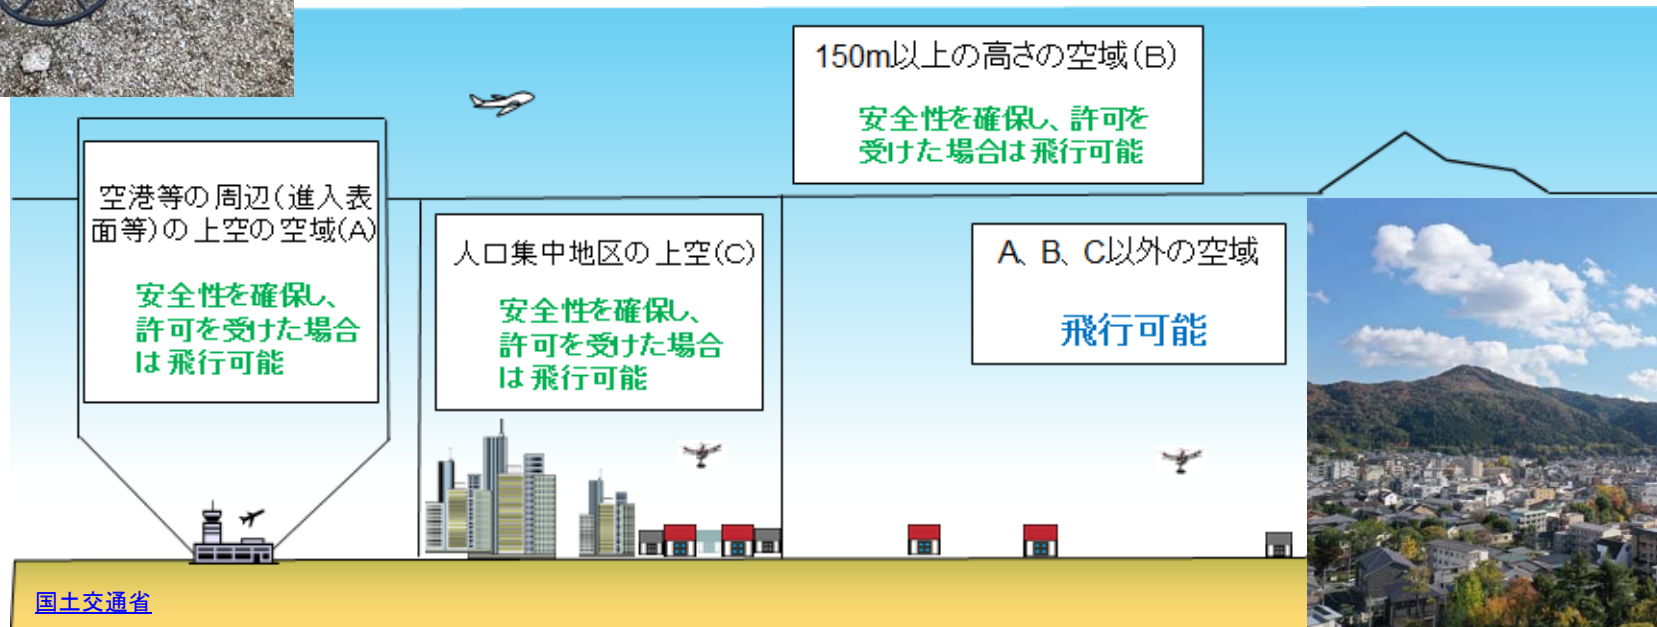 150m以上の高さの空域(B)
安全性を確保し、許可を
受けた場合は飛行可能
空港等の周辺(進入表
面等)の上空の空域(A)
安全性を確保し、
許可を受けた場合
は飛行可能
人口集中地区の上空(C)
安全性を確保し、
許可を受けた場合
は飛行可能
A、B、C以外の空域
飛行可能
国土交通省